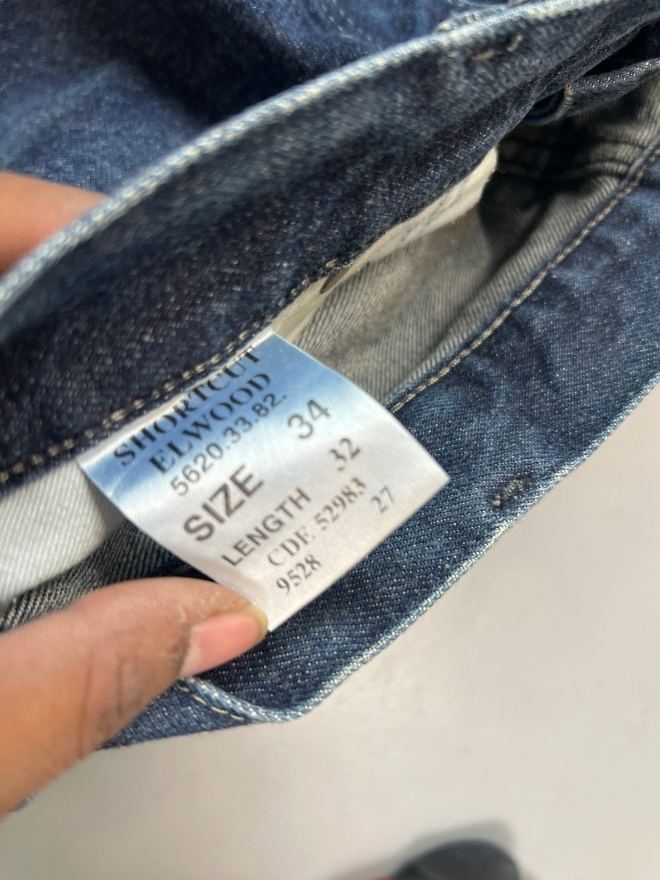 SHORTCUT
ELWOOD
5620.33.82.
SIZE 34
LENGTH 32
CDE 52983
9528 27